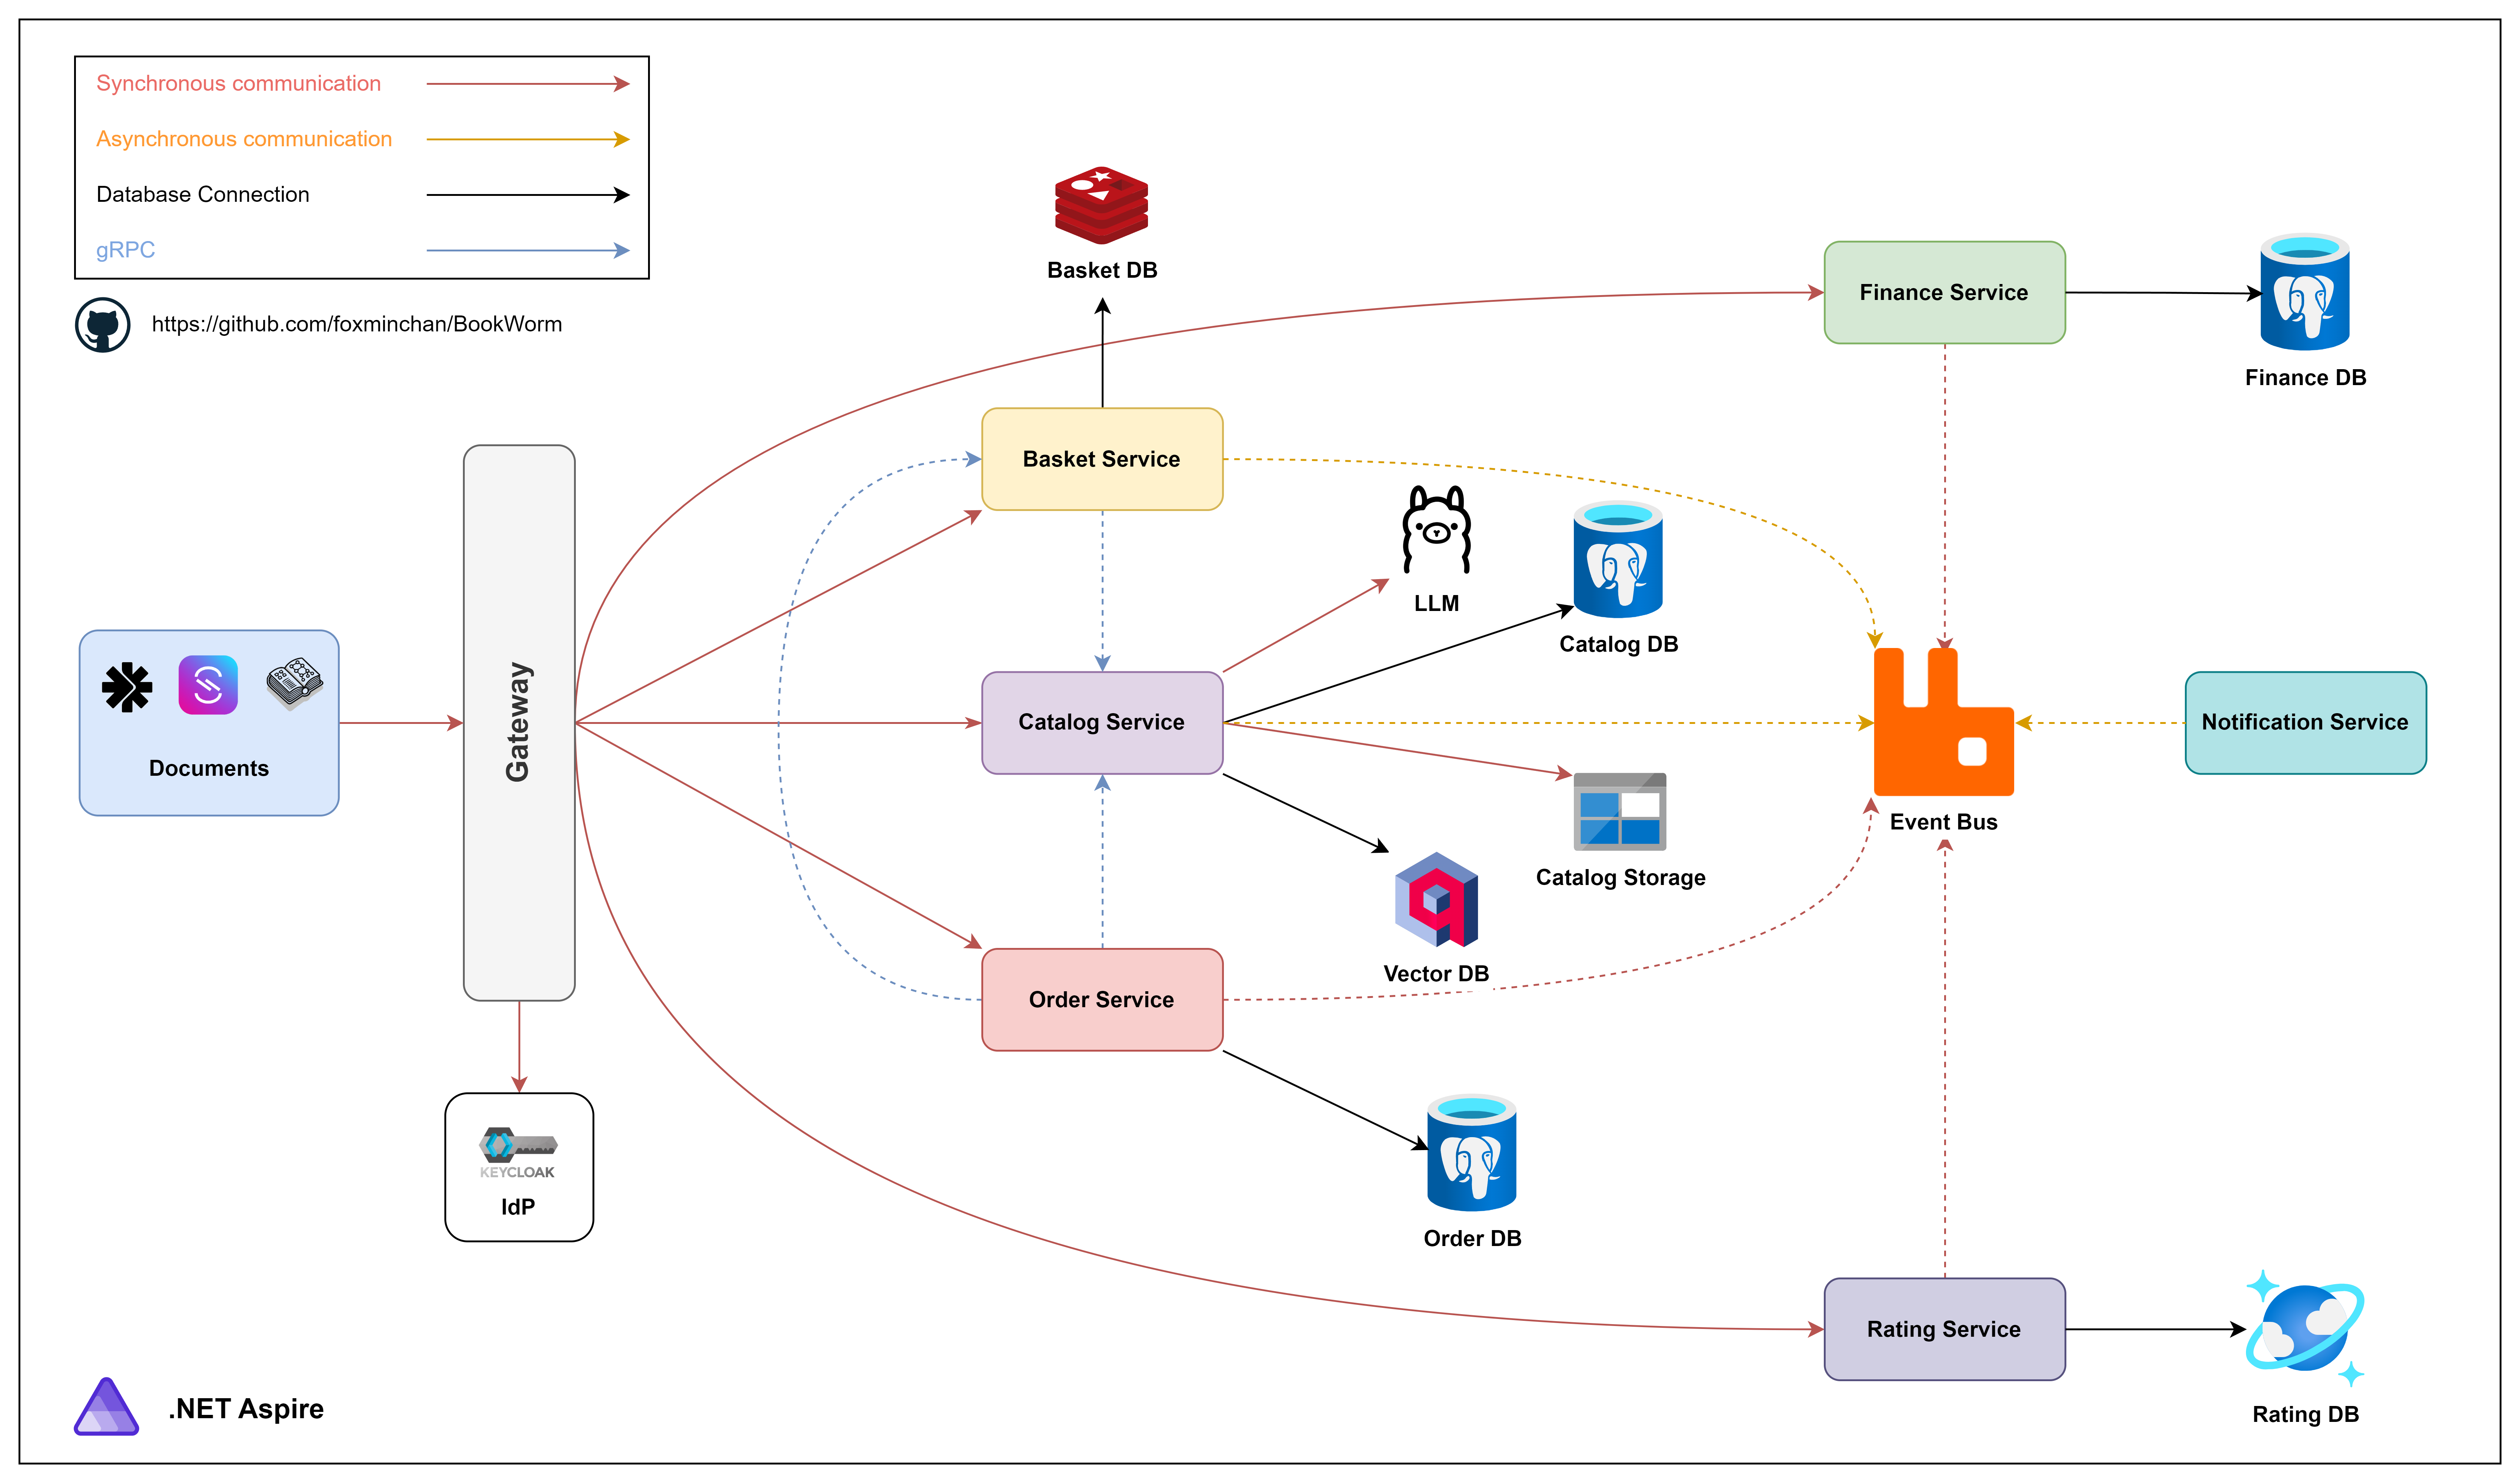 Synchronous communication
Asynchronous communication
Database Connection
gRPC
https://github.com/foxminchan/BookWorm
Basket DB
Finance Service
Finance DB
Basket Service
LLM
Catalog DB
Documents
Gateway
Catalog Service
Event Bus
Notification Service
Catalog Storage
Vector DB
Order Service
KEYCLOAK
IdP
Order DB
Rating Service
Rating DB
.NET Aspire